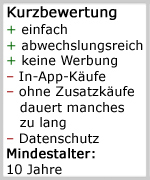 Kurzbewertung
+ einfach
+ abwechslungsreich
+ keine Werbung
– In-App-Käufe
– ohne Zusatzkäufe
dauert manches
zu lang
– Datenschutz
Mindestalter:
10 Jahre